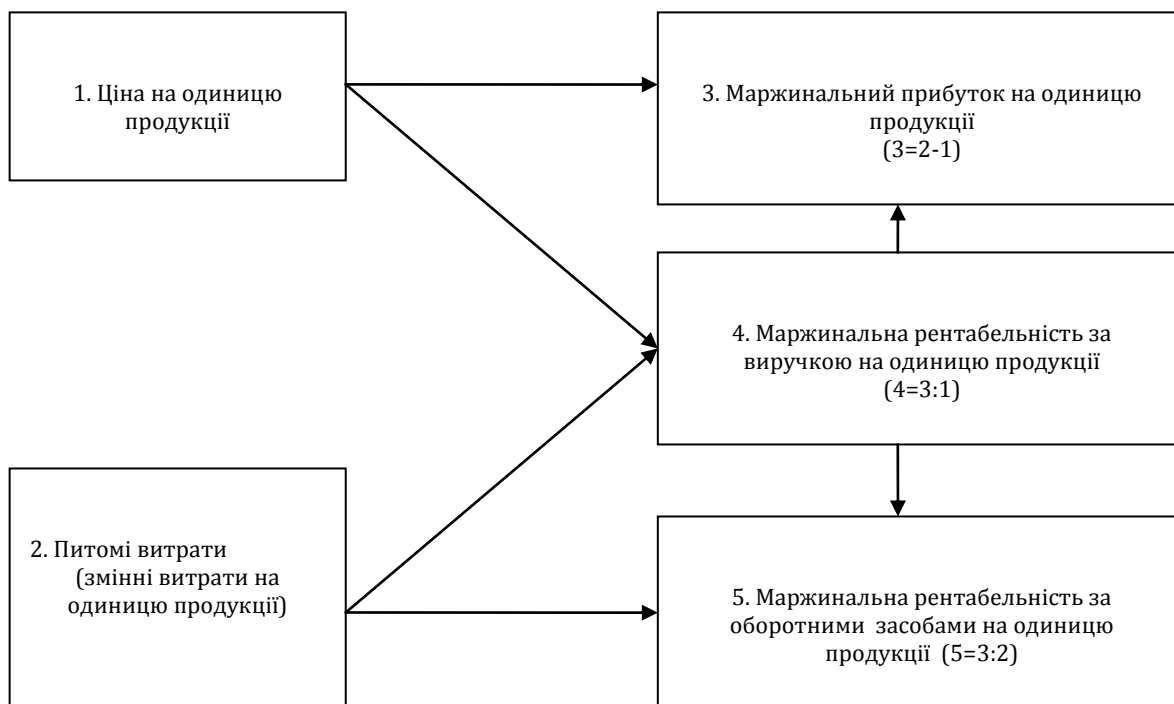 1. Ціна на одиницю
продукції
3. Маржинальний прибуток на одиницю
продукції
(3=2-1)
4. Маржинальна рентабельність за
виручкою на одиницю продукції
(4=3:1)
2. Питомі витрати
(змінні витрати на
одиницю продукції)
5. Маржинальна рентабельність за
оборотними засобами на одиницю
продукції (5=3:2)